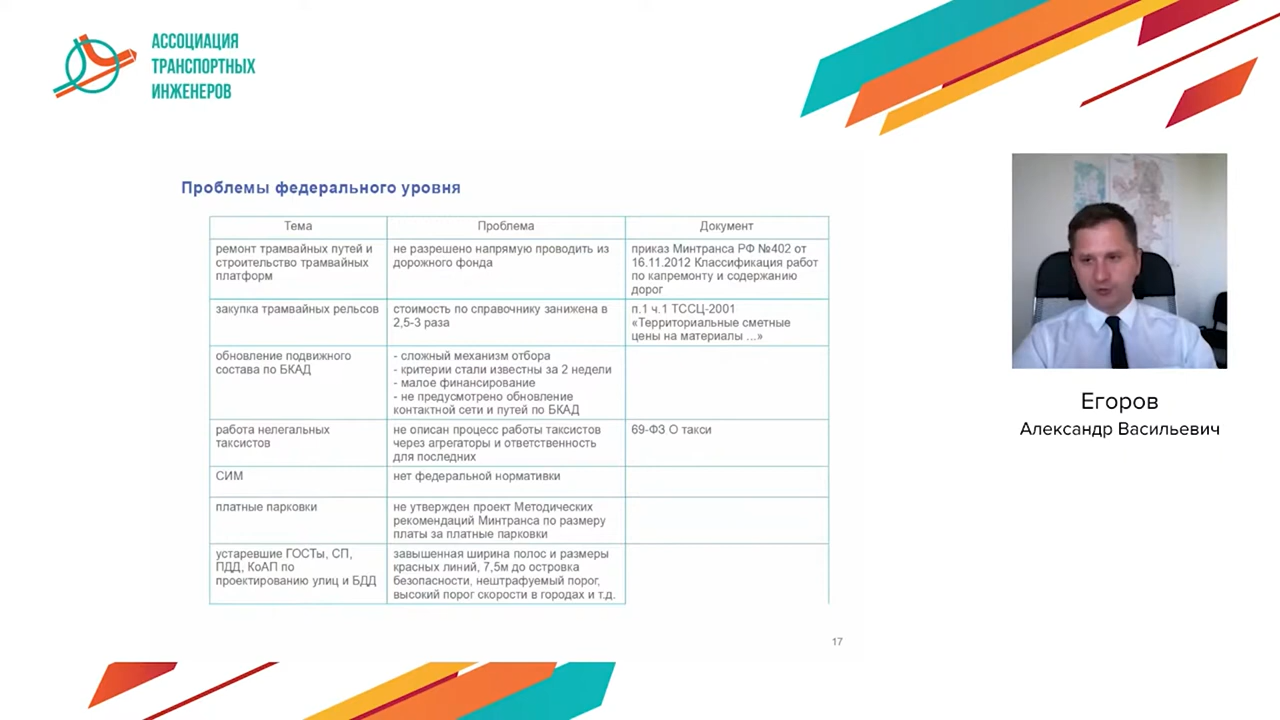 АССОЦИАЦИЯ
ТРАНСПОРТНЫХ
ИНЖЕНЕРОВ
Проблемы федерального уровня
Тема
Проблема
Документ
ремонт трамвайных путей и
строительство трамвайных
платформ
не разрешено напрямую проводить из
дорожного фонда
приказ Минтранса РФ №402 от
16.11.2012 Классификация работ
по капремонту и содержанию
дорог
закупка трамвайных рельсов
стоимость по справочнику занижена в
2,5-3 раза
п.1 ч.1 ТССЦ-2001
«Территориальные сметные
цены на материалы ...»
обновление подвижного
состава по БКАД
- сложный механизм отбора
- критерии стали известны за 2 недели
- малое финансирование
- не предусмотрено обновление
контактной сети и путей по БКАД
работа нелегальных
таксистов
не описан процесс работы таксистов
через агрегаторы и ответственность
для последних
69-ФЗ О такси
СИМ
нет федеральной нормативки
платные парковки
не утвержден проект Методических
рекомендаций Минтранса по размеру
платы за платные парковки
устаревшие ГОСТы, СП,
ПДД, КоАП по
проектированию улиц и БДД
завышенная ширина полос и размеры
красных линий, 7,5м до островка
безопасности, нештрафуемый порог,
высокий порог скорости в городах и т.д.
17
Егоров
Александр Васильевич